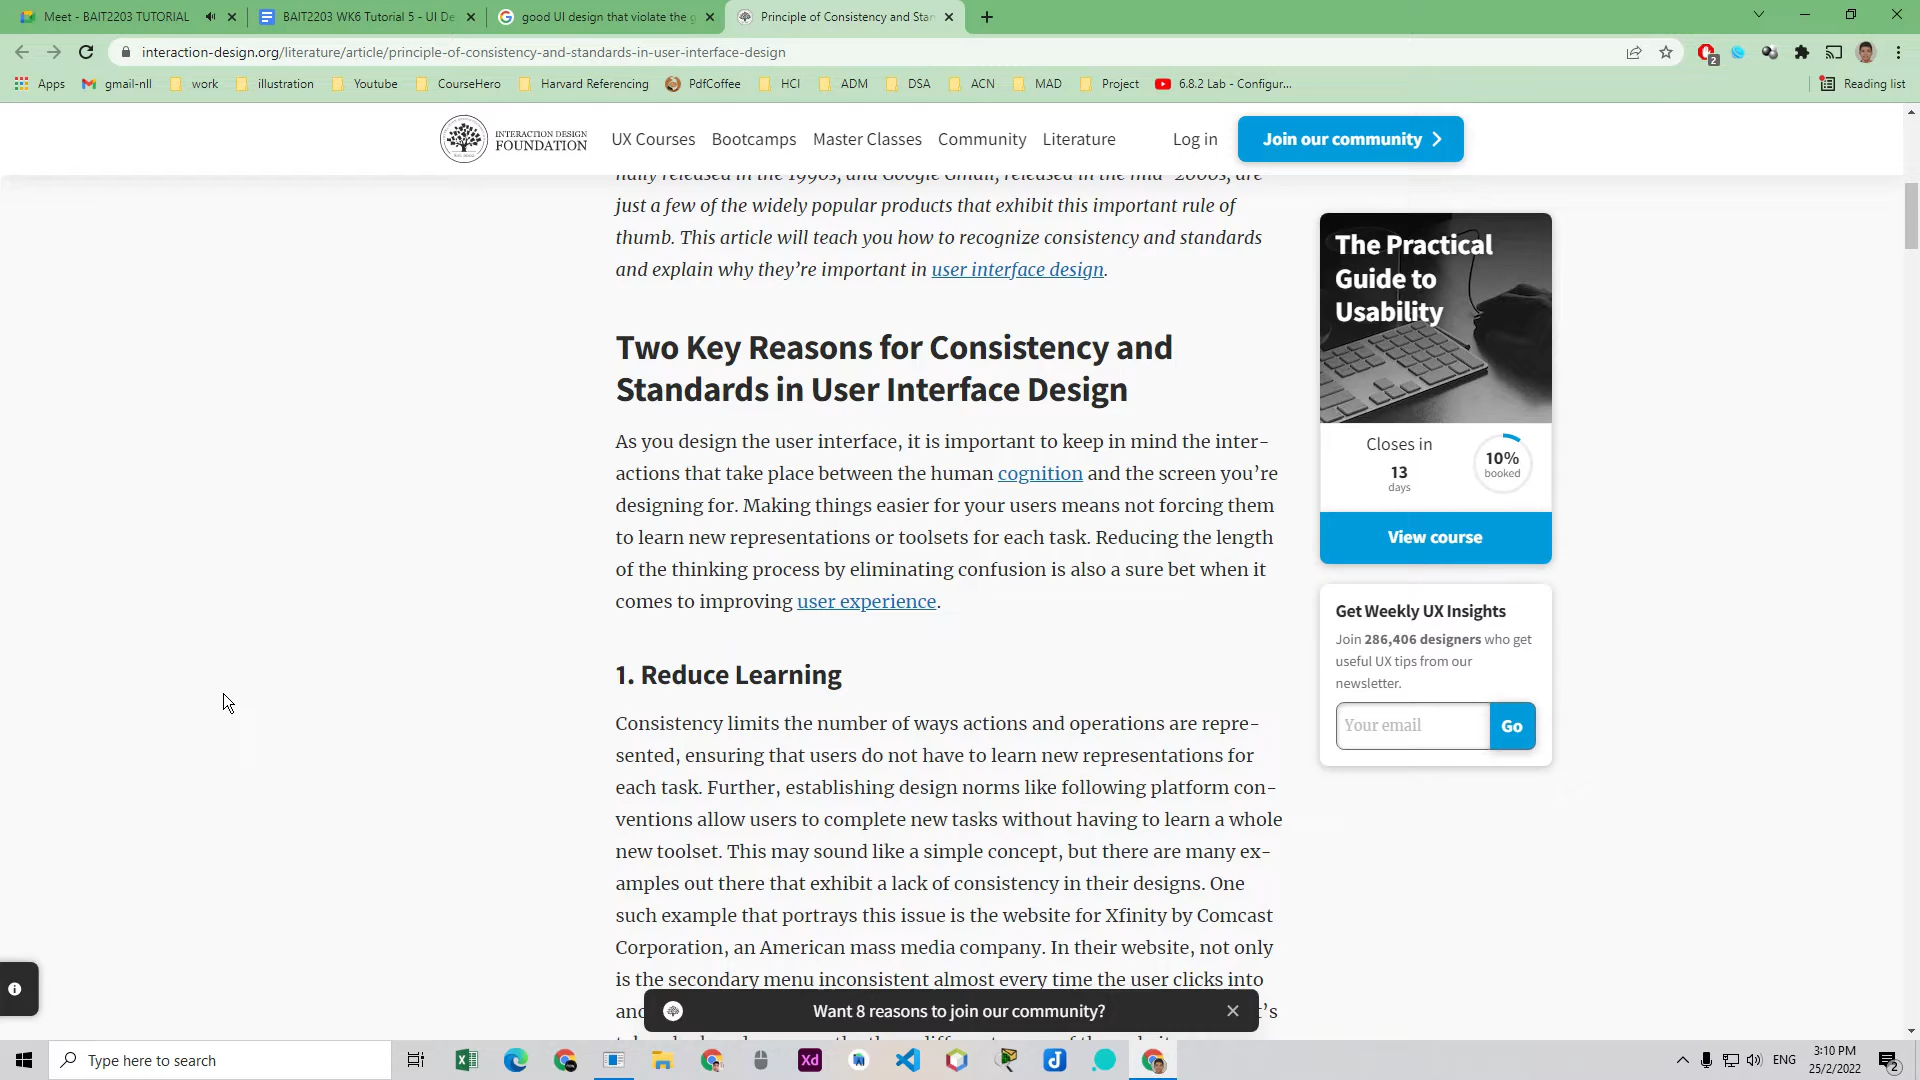 Meet - BAIT2203 TUTORIAL
BAIT2203 WK6 Tutorial 5 - UI De
good UI design that violate the g
Principle of Consistency and Star
interaction-design.org/literature/article/principle-of-consistency-and-standards-in-user-interface-design
2
Apps
gmail-nll
work
illustration
Youtube
CourseHero
Harvard Referencing
PdfCoffee
HCI
ADM
DSA
ACN
MAD
Project
6.8.2 Lab - Configur...
Reading list
INTERACTION DESIGN
FOUNDATION
UX Courses
Bootcamps
Master Classes
Community
Literature
Log in
Join our community
nally released in the 1990s, and Google Gmail, released in the mid-2000s, are
just a few of the widely popular products that exhibit this important rule of
thumb. This article will teach you how to recognize consistency and standards
and explain why they're important in user interface design.
Two Key Reasons for Consistency and
Standards in User Interface Design
As you design the user interface, it is important to keep in mind the inter-
actions that take place between the human cognition and the screen you're
designing for. Making things easier for your users means not forcing them
to learn new representations or toolsets for each task. Reducing the length
of the thinking process by eliminating confusion is also a sure bet when it
comes to improving user experience.
1. Reduce Learning
Consistency limits the number of ways actions and operations are repre-
sented, ensuring that users do not have to learn new representations for
each task. Further, establishing design norms like following platform con-
ventions allow users to complete new tasks without having to learn a whole
new toolset. This may sound like a simple concept, but there are many ex-
amples out there that exhibit a lack of consistency in their designs. One
such example that portrays this issue is the website for Xfinity by Comcast
Corporation, an American mass media company. In their website, not only
is the secondary menu inconsistent almost every time the user clicks into
The Practical
Guide to
Usability
Closes in
13
days
10%
booked
View course
Get Weekly UX Insights
Join 286,406 designers who get
useful UX tips from our
newsletter.
Your email
Go
Want 8 reasons to join our community?
Type here to search
Xd
ENG
3:10 PM
25/2/2022
2